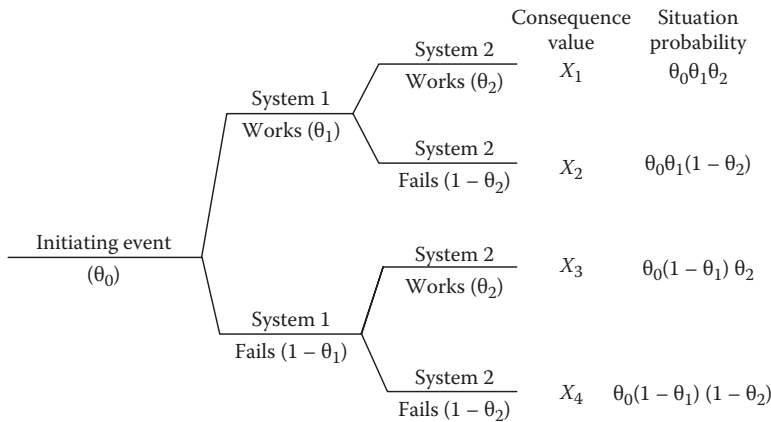 Consequence value
Situation probability
System 2
Works (θ₂)
X₁
θ₀θ₁θ₂
System 1
Works (θ₁)
System 2
Fails (1 – θ₂)
X₂
θ₀θ₁(1 – θ₂)
Initiating event
(θ₀)
System 2
Works (θ₂)
X₃
θ₀(1 – θ₁) θ₂
System 1
Fails (1 – θ₁)
System 2
Fails (1 – θ₂)
X₄
θ₀(1 – θ₁) (1 – θ₂)